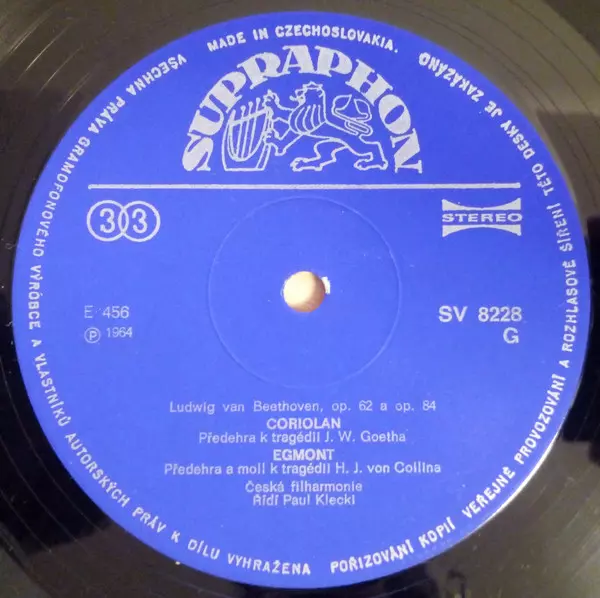 MADE IN CZECHOSLOVAKIA.
VŠECHNA PRÁVA GRAMOFONOVÉHO VÝROBCE A VLASTNÍKŮ AUTORSKÝCH PRÁV K DÍLU VYHRAŽENA
POŘIZOVÁNÍ KOPIÍ VEŘEJNÉ PROVOZOVÁNÍ A ROZHLASOVÉ ŠÍŘENÍ TÉTO DESKY JE ZAKÁZÁNO
SUPRAPHON
33
STEREO
E 456
℗ 1964
SV 8228
G
Ludwig van Beethoven, op. 62 a op. 84
CORIOLAN
Předehra k tragédii J. W. Goetha
EGMONT
Předehra a moll k tragédii H. J. von Collina
Česká filharmonie
Řídí Paul Klecki